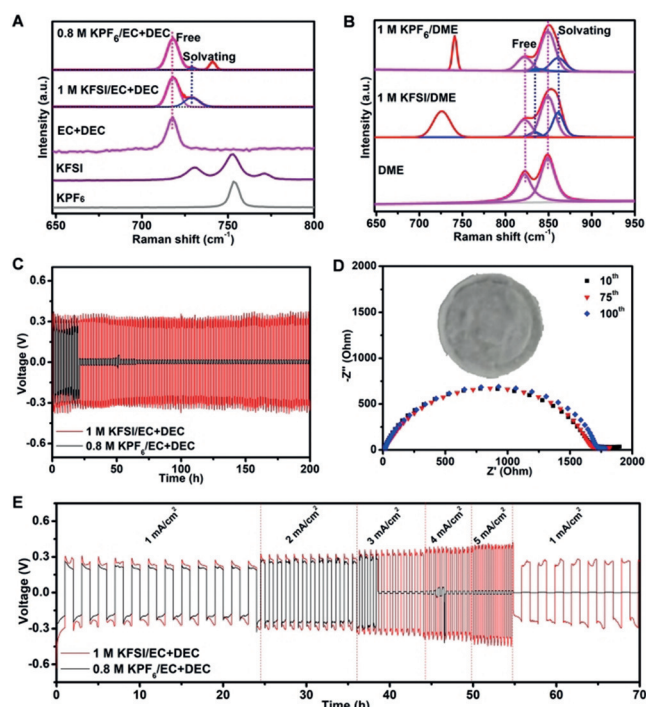 A
0.8 M KPF6/EC+DEC
Free
Solvating
1 M KFSI/EC+DEC
EC+DEC
KFSI
KPF6
Intensity (a.u.)
650 700 750 800
Raman shift (cm-1)
B
1 M KPF6/DME
Free
Solvating
1 M KFSI/DME
DME
Intensity (a.u.)
650 700 750 800 850 900 950
Raman shift (cm-1)
C
0.6
0.3
0.0
-0.3
-0.6
Voltage (V)
1 M KFSI/EC+DEC
0.8 M KPF6/EC+DEC
0 50 100 150 200
Time (h)
D
2000
1500
1000
500
0
-Z'' (Ohm)
10th
75th
100th
0 500 1000 1500 2000
Z' (Ohm)
E
0.6
0.3
0.0
-0.3
-0.6
Voltage (V)
1 mA/cm2
2 mA/cm2
3 mA/cm2
4 mA/cm2
5 mA/cm2
1 mA/cm2
1 M KFSI/EC+DEC
0.8 M KPF6/EC+DEC
0 10 20 30 40 50 60 70
Time (h)